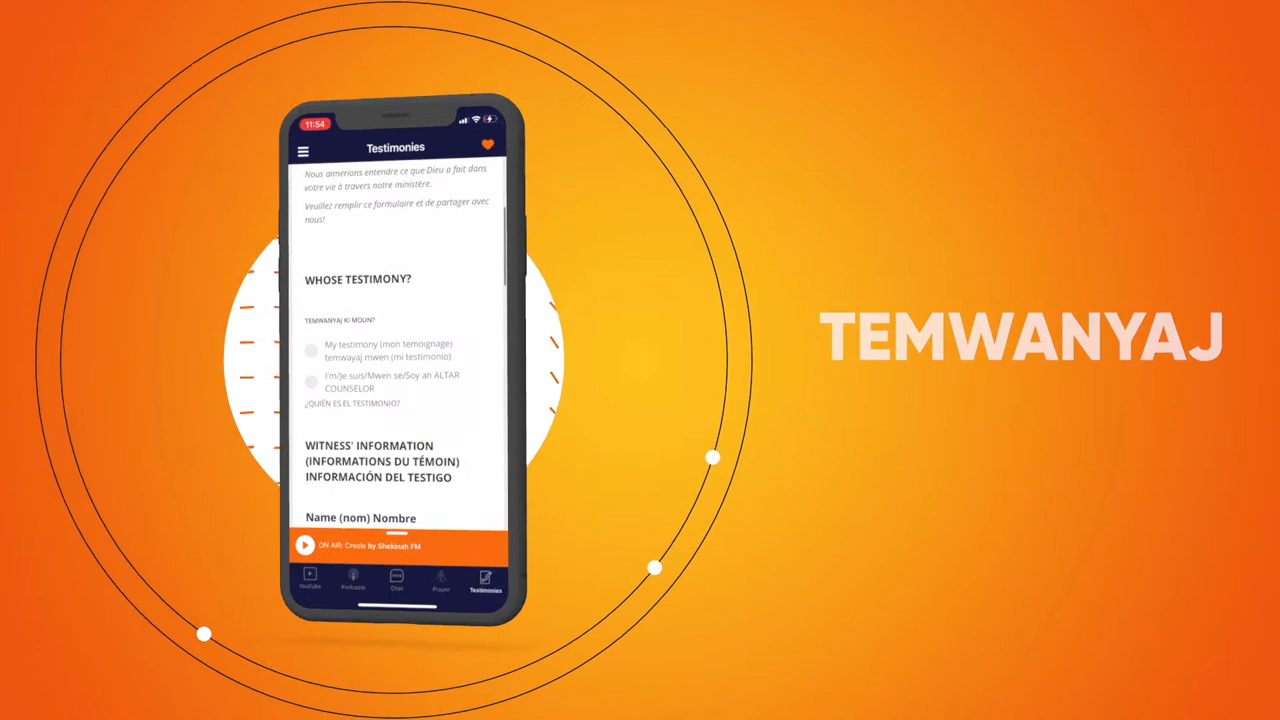 11:54
Testimonies
Nous aimerions entendre ce que Dieu a fait dans
votre vie à travers notre ministère.
Veuillez remplir ce formulaire et de partager avec
nous!
WHOSE TESTIMONY?
TEMWANYAJ KI MOUN?
My testimony (mon temoignage)
temwayaj mwen (mi testimonio)
I'm/Je suis/Mwen se/Soy an ALTAR
COUNSELOR
¿QUIÉN ES EL TESTIMONIO?
WITNESS' INFORMATION
(INFORMATIONS DU TÉMOIN)
INFORMACIÓN DEL TESTIGO
Name (nom) Nombre
ON AIR: Creole by Shekinah FM
YouTube Podcasts Chat Prayer Testimonies
TEMWANYAJ